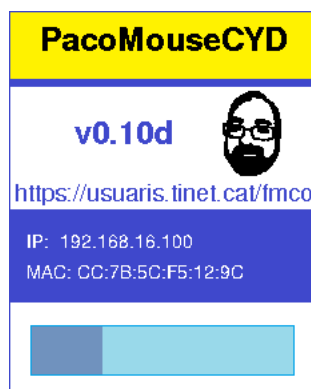 PacoMouseCYD
v0.10d
https://usuaris.tinet.cat/fmco
IP: 192.168.16.100
MAC: CC:7B:5C:F5:12:9C